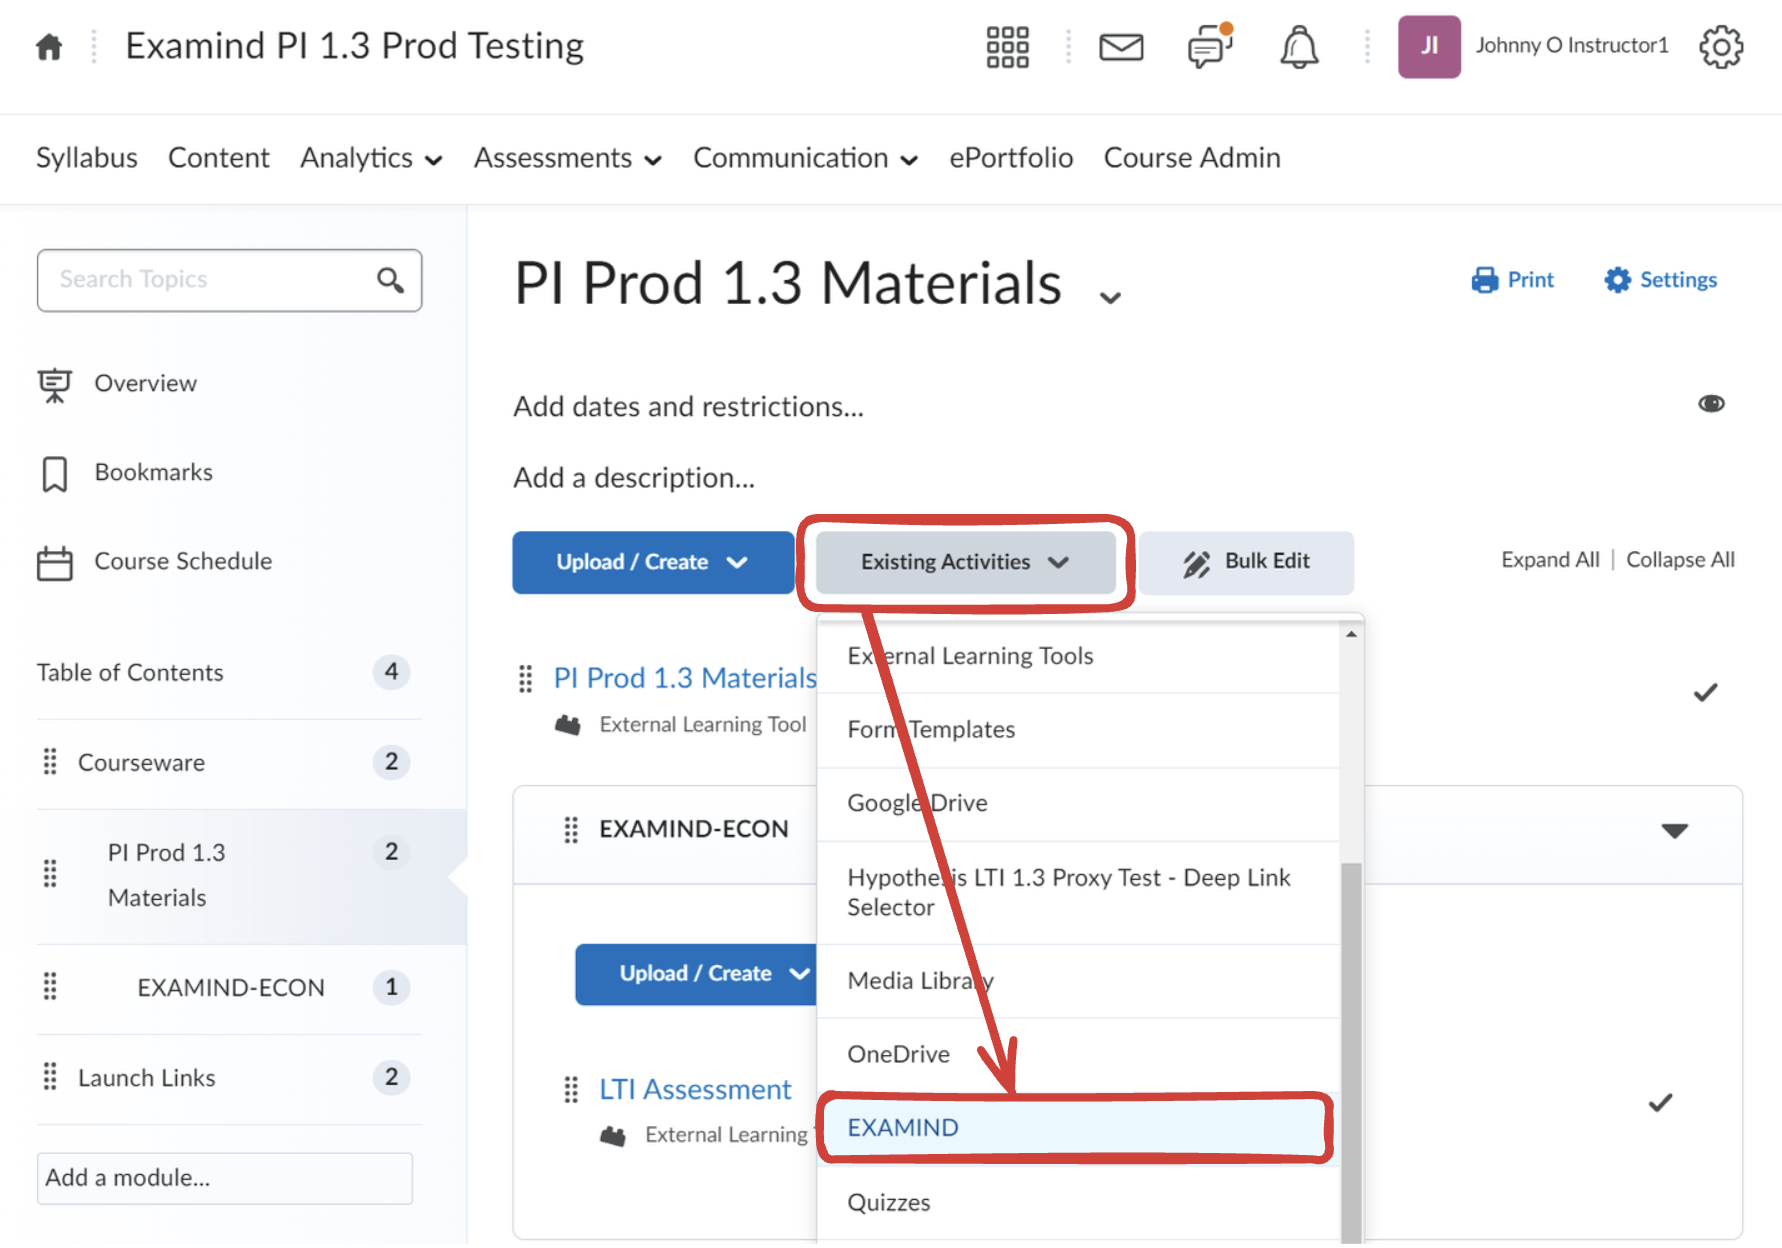 Examind PI 1.3 Prod Testing
JI
Johnny O Instructor1
Syllabus
Content
Analytics
Assessments
Communication
ePortfolio
Course Admin
Search Topics
Overview
Bookmarks
Course Schedule
Table of Contents 4
Courseware 2
PI Prod 1.3 2
Materials
EXAMIND-ECON 1
Launch Links 2
Add a module...
PI Prod 1.3 Materials
Print
Settings
Add dates and restrictions...
Add a description...
Upload / Create
Existing Activities
Bulk Edit
Expand All | Collapse All
PI Prod 1.3 Materials
External Learning Tool
EXAMIND-ECON
Upload / Create
LTI Assessment
External Learning
External Learning Tools
Form Templates
Google Drive
Hypothesis LTI 1.3 Proxy Test - Deep Link
Selector
Media Library
OneDrive
EXAMIND
Quizzes